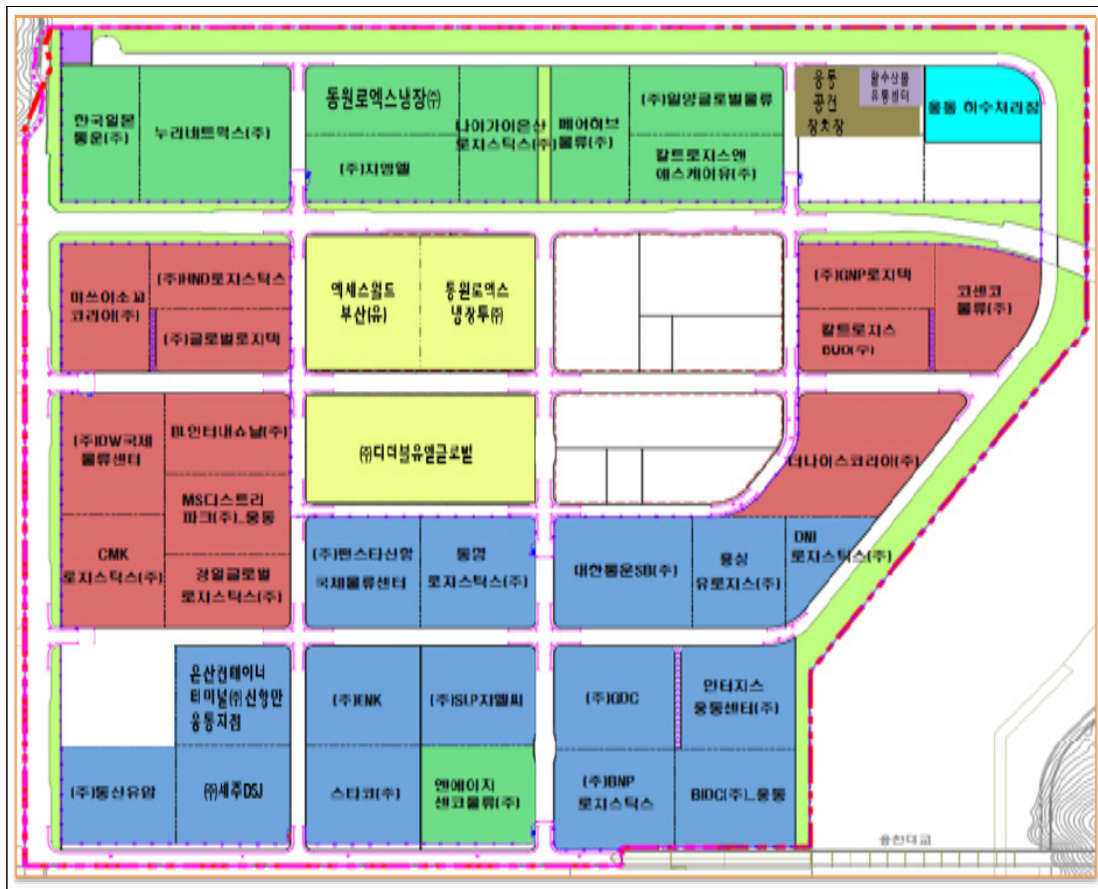 한국일본
통운(주)
누리네트웍스(주)
동원로엑스냉장㈜
(주)지엠엘
나이가이은산
로지스틱스(주)
페어허브
물류(주)
(주)일양글로벌물류
칼트로지스앤
에스케이유(주)
웅동
공컨
장치장
활수산물
유통센터
웅동 하수처리장
미쓰이소꼬
코리아(주)
(주)HND로지스틱스
(주)글로벌로지텍
엑세스월드
부산(유)
동원로엑스
냉장투㈜
(주)GNP로지텍
칼트로지스
BUD(주)
코센코
물류(주)
(주)DW국제
물류센터
BL인터내쇼날(주)
MS디스트리
파크(주)_웅동
CMK
로지스틱스(주)
경일글로벌
로지스틱스(주)
㈜디더블유엘글로벌
더나이스코리아(주)
(주)팬스타신항
국제물류센터
동영
로지스틱스(주)
대한통운SB(주)
용싱
유로지스(주)
DNI
로지스틱스(주)
은산컨테이너
터미널㈜신항만
웅동지점
(주)동신유압
㈜세주DSJ
(주)ENK
(주)SLP지엘씨
스타코(주)
엔에이치
센코물류(주)
(주)GDC
인터지스
웅동센터(주)
(주)BNP
로지스틱스
BIDC(주)_웅동